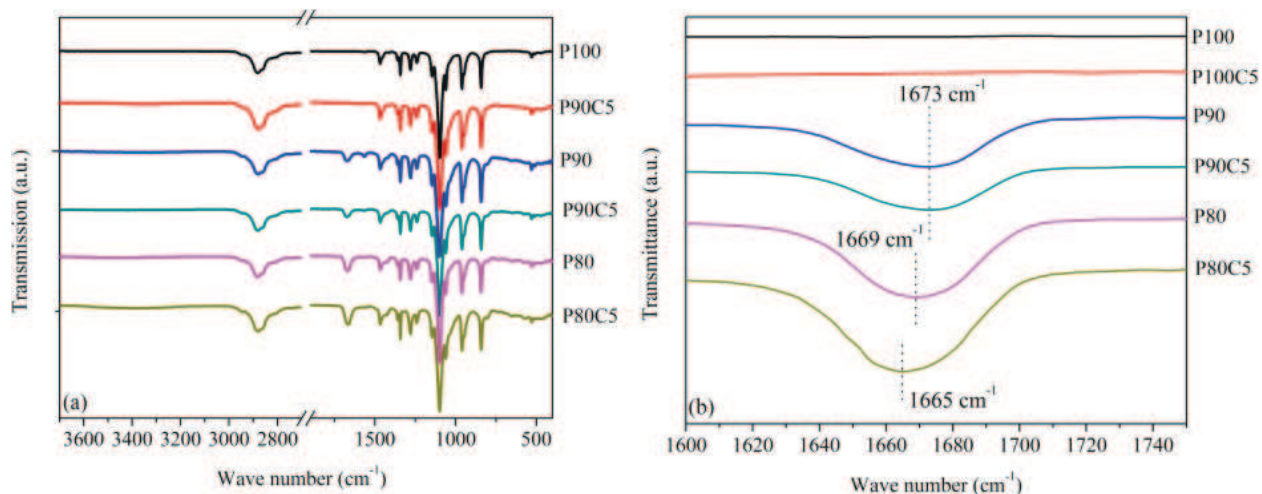 P100
P90C5
P90
P90C5
P80
P80C5
Transmission (a.u.)
(a)
3600 3200 2800 1500 1000 500
Wave number (cm⁻¹)
P100
P100C5
1673 cm⁻¹
P90
P90C5
P80
1669 cm⁻¹
P80C5
Transmittance (a.u.)
1665 cm⁻¹
(b)
1600 1620 1640 1660 1680 1700 1720 1740
Wave number (cm⁻¹)